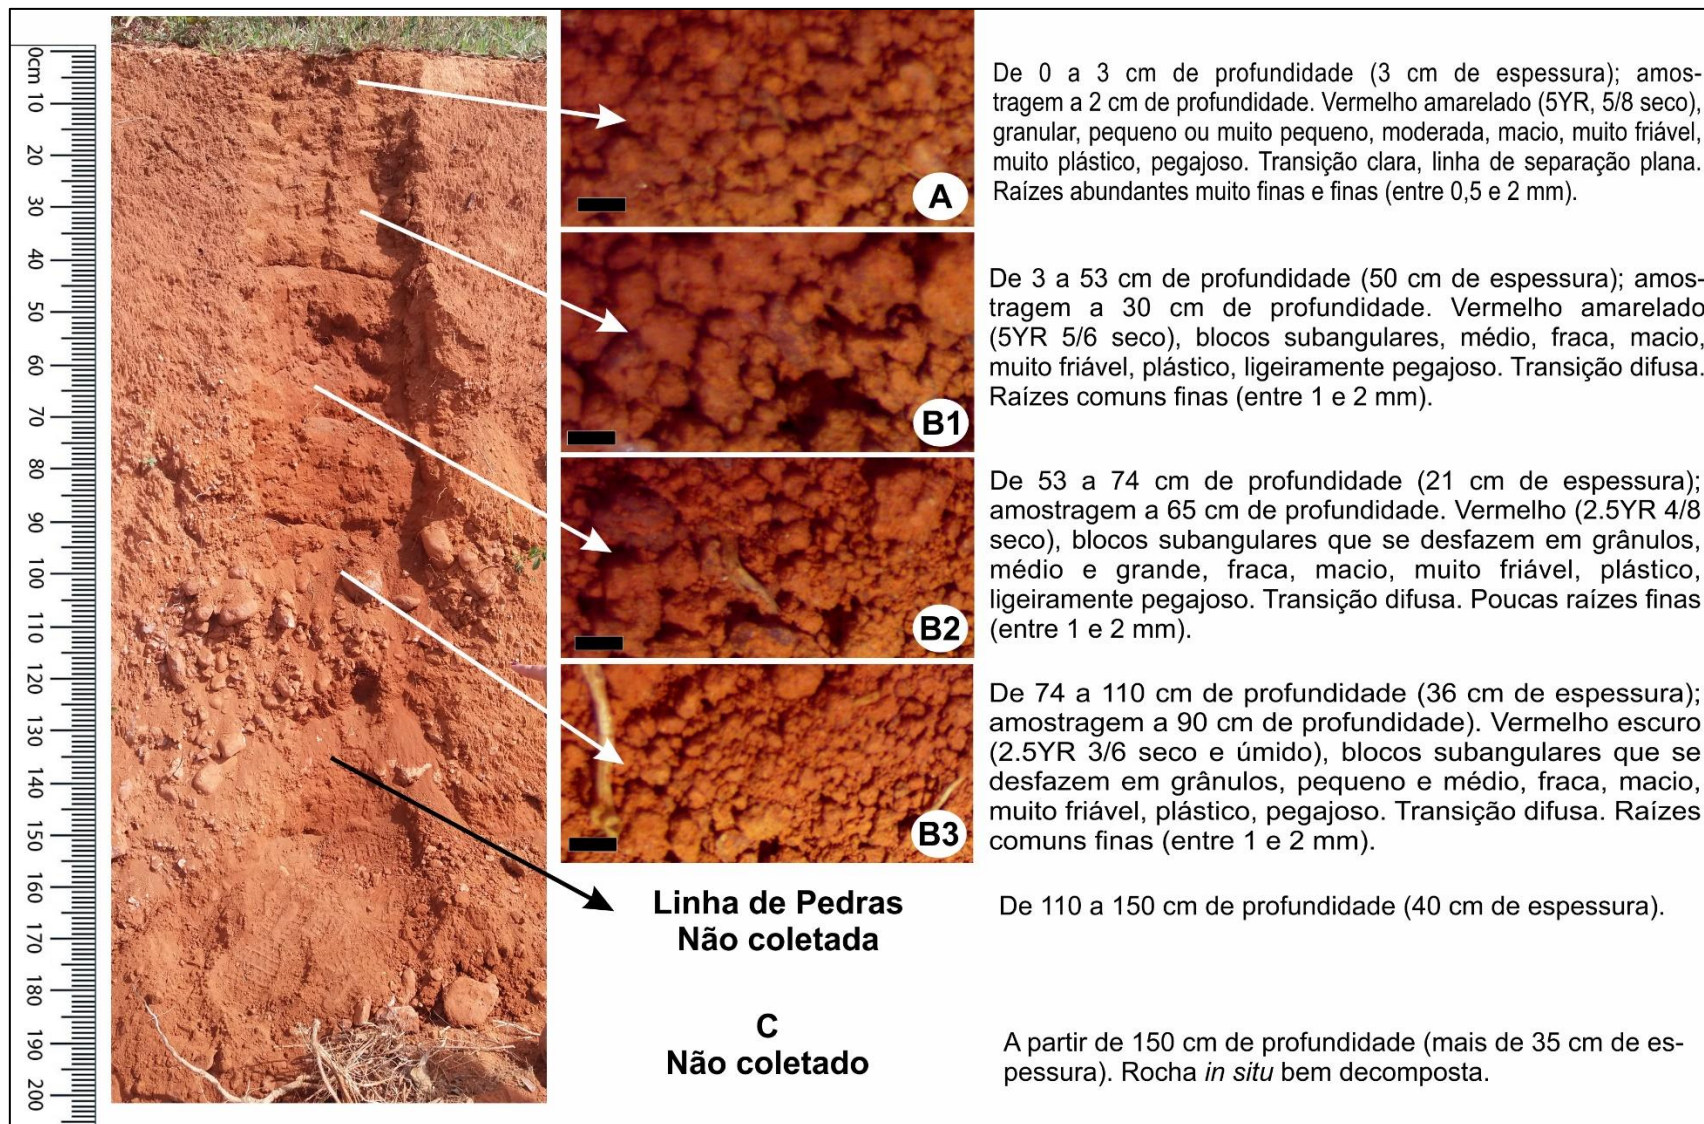 0cm
10
20
30
40
50
60
70
80
90
100
110
120
130
140
150
160
170
180
190
200
A
B1
B2
B3
De 0 a 3 cm de profundidade (3 cm de espessura); amos-
tragem a 2 cm de profundidade. Vermelho amarelado (5YR, 5/8 seco),
granular, pequeno ou muito pequeno, moderada, macio, muito friável,
muito plástico, pegajoso. Transição clara, linha de separação plana.
Raízes abundantes muito finas e finas (entre 0,5 e 2 mm).
De 3 a 53 cm de profundidade (50 cm de espessura); amos-
tragem a 30 cm de profundidade. Vermelho amarelado
(5YR 5/6 seco), blocos subangulares, médio, fraca, macio,
muito friável, plástico, ligeiramente pegajoso. Transição difusa.
Raízes comuns finas (entre 1 e 2 mm).
De 53 a 74 cm de profundidade (21 cm de espessura);
amostragem a 65 cm de profundidade. Vermelho (2.5YR 4/8
seco), blocos subangulares que se desfazem em grânulos,
médio e grande, fraca, macio, muito friável, plástico,
ligeiramente pegajoso. Transição difusa. Poucas raízes finas
(entre 1 e 2 mm).
De 74 a 110 cm de profundidade (36 cm de espessura);
amostragem a 90 cm de profundidade). Vermelho escuro
(2.5YR 3/6 seco e úmido), blocos subangulares que se
desfazem em grânulos, pequeno e médio, fraca, macio,
muito friável, plástico, pegajoso. Transição difusa. Raízes
comuns finas (entre 1 e 2 mm).
Linha de Pedras
Não coletada
De 110 a 150 cm de profundidade (40 cm de espessura).
C
Não coletado
A partir de 150 cm de profundidade (mais de 35 cm de es-
pessura). Rocha in situ bem decomposta.